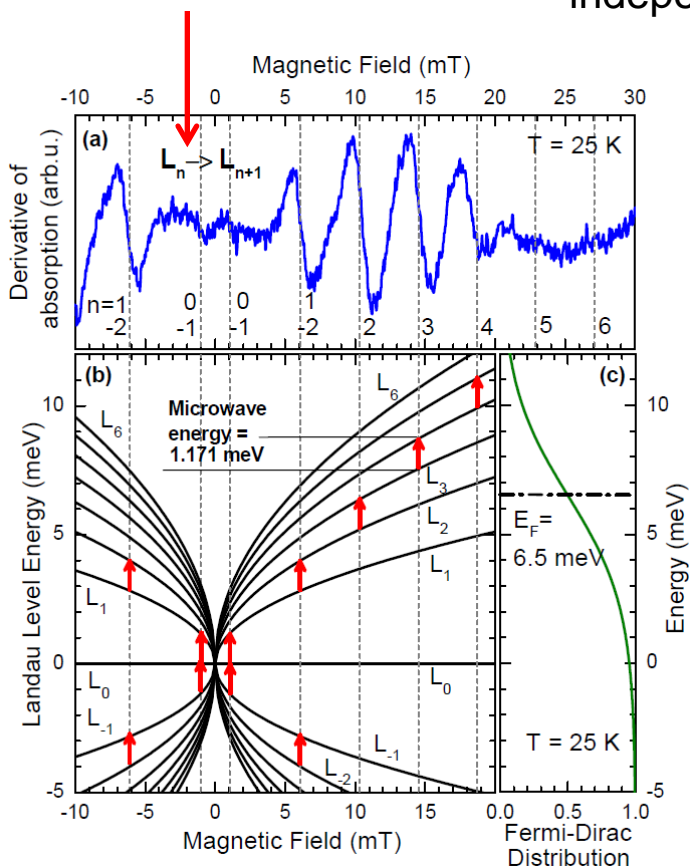 Indepe
Magnetic Field (mT)
-10 -5 0 5 10 15 20 25 30
(a)
T = 25 K
Lₙ–> Lₙ₊₁
Derivative of
absorption (arb.u.)
n=1 0 0 1
-2 -1 -1 -2 2 3 4 5 6
(b)
(c)
L₆ L₆
Microwave
energy =
1.171 meV
Landau Level Energy (meV)
10
5
0
-5
L₃
L₂
L₁
L₁
L₀
L₀
L₋₁
L₋₁
L₋₂
E_F=
6.5 meV
T = 25 K
Energy (meV)
10
5
0
-5
-10 -5 0 5 10 15 20
0.0 0.5 1.0
Magnetic Field (mT)
Fermi-Dirac
Distribution